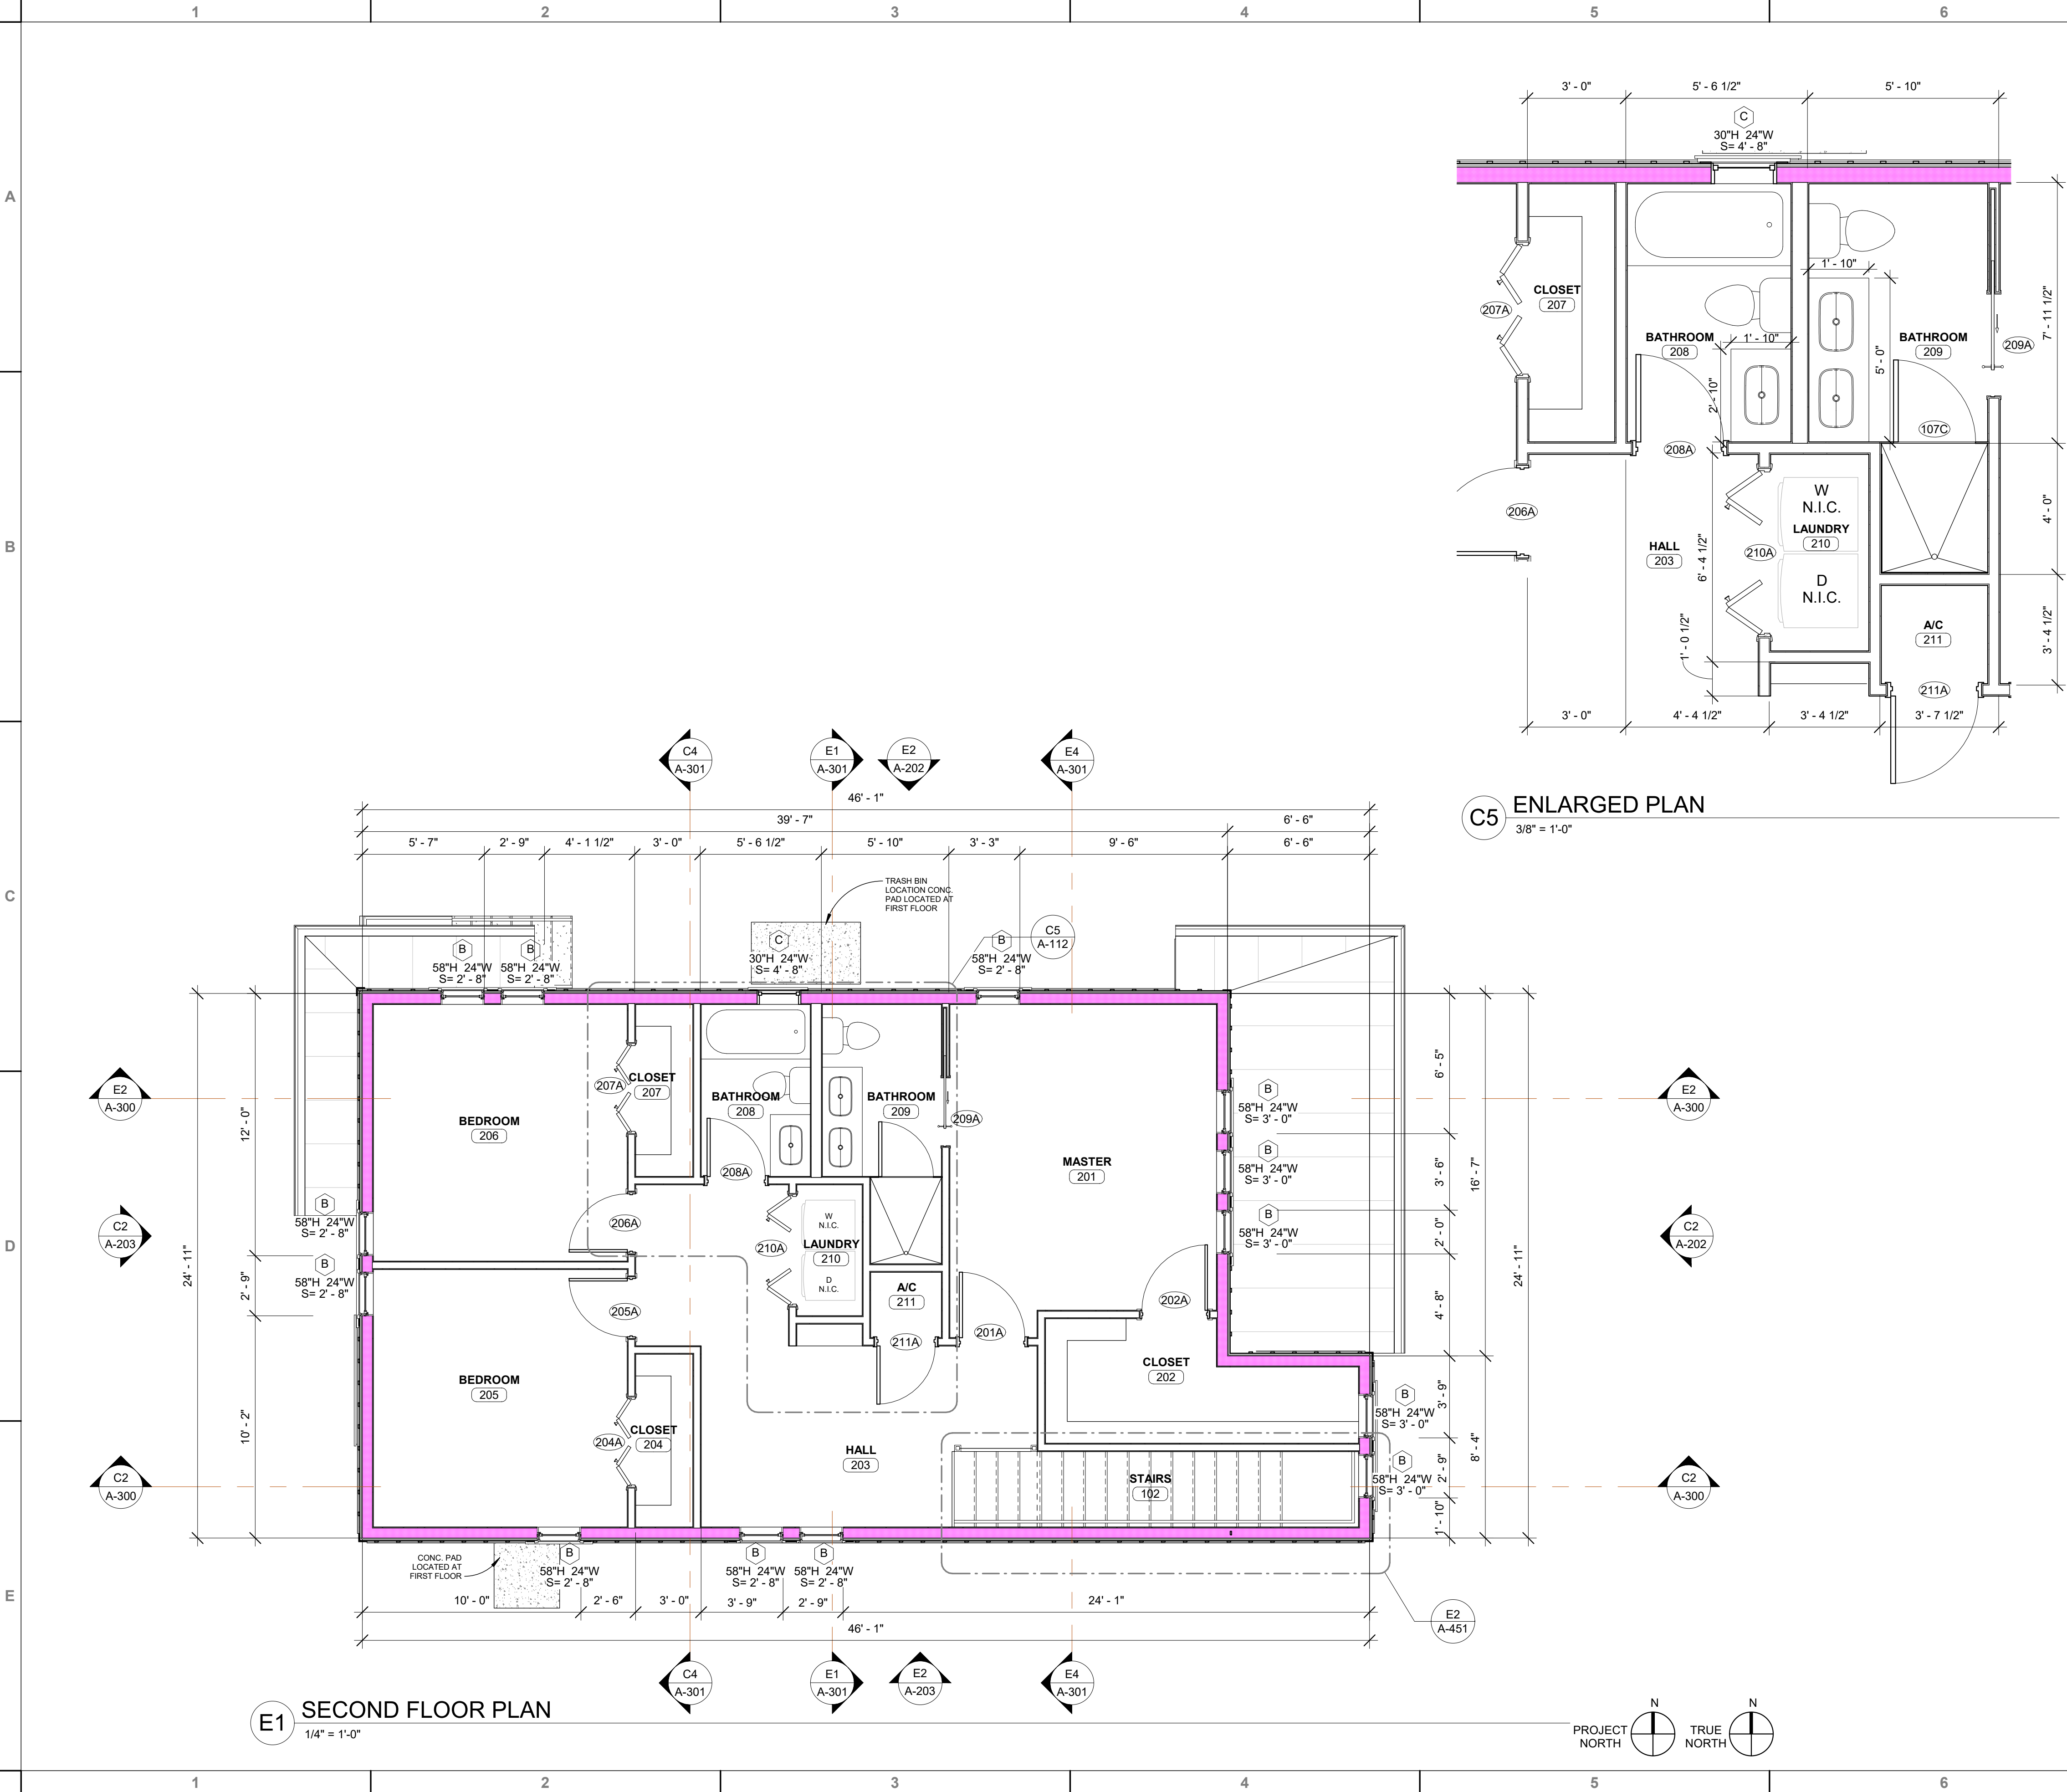 1 2 3 4 5 6
A
B
C
D
E
3' - 0" 5' - 6 1/2" 5' - 10"
C
30"H 24"W
S= 4' - 8"
1' - 10"
CLOSET
207
207A
BATHROOM
208
1' - 10"
2' - 10"
5' - 0"
BATHROOM
209
209A
7' - 11 1/2"
107C
208A
206A
W
N.I.C.
LAUNDRY
210
210A
D
N.I.C.
HALL
203
6' - 4 1/2"
4' - 0"
1' - 0 1/2"
A/C
211
211A
3' - 4 1/2"
3' - 0" 4' - 4 1/2" 3' - 4 1/2" 3' - 7 1/2"
C5
ENLARGED PLAN
3/8" = 1'-0"
C4
A-301
E1
A-301
E2
A-202
E4
A-301
46' - 1"
39' - 7" 6' - 6"
5' - 7" 2' - 9" 4' - 1 1/2" 3' - 0" 5' - 6 1/2" 5' - 10" 3' - 3" 9' - 6" 6' - 6"
TRASH BIN
LOCATION CONC.
PAD LOCATED AT
FIRST FLOOR
C5
A-112
B
58"H 24"W
S= 2' - 8"
B
58"H 24"W
S= 2' - 8"
C
30"H 24"W
S= 4' - 8"
B
58"H 24"W
S= 2' - 8"
E2
A-300
C2
A-203
C2
A-300
24' - 11"
12' - 0"
2' - 9"
10' - 2"
B
58"H 24"W
S= 2' - 8"
B
58"H 24"W
S= 2' - 8"
BEDROOM
206
207A
CLOSET
207
BATHROOM
208
BATHROOM
209
209A
208A
206A
MASTER
201
W
N.I.C.
LAUNDRY
210
210A
D
N.I.C.
A/C
211
211A
205A
201A
202A
BEDROOM
205
204A
CLOSET
204
CLOSET
202
HALL
203
STAIRS
102
B
58"H 24"W
S= 3' - 0"
B
58"H 24"W
S= 3' - 0"
B
58"H 24"W
S= 3' - 0"
B
58"H 24"W
S= 3' - 0"
B
58"H 24"W
S= 3' - 0"
6' - 5"
3' - 6"
2' - 0"
4' - 8"
3' - 9"
2' - 9"
1' - 10"
16' - 7"
8' - 4"
24' - 11"
E2
A-300
C2
A-202
C2
A-300
CONC. PAD
LOCATED AT
FIRST FLOOR
B
58"H 24"W
S= 2' - 8"
B
58"H 24"W
S= 2' - 8"
B
58"H 24"W
S= 2' - 8"
10' - 0" 2' - 6" 3' - 0" 3' - 9" 2' - 9" 24' - 1"
46' - 1"
E2
A-451
C4
A-301
E1
A-301
E2
A-203
E4
A-301
E1
SECOND FLOOR PLAN
1/4" = 1'-0"
N
PROJECT
NORTH
N
TRUE
NORTH
1 2 3 4 5 6